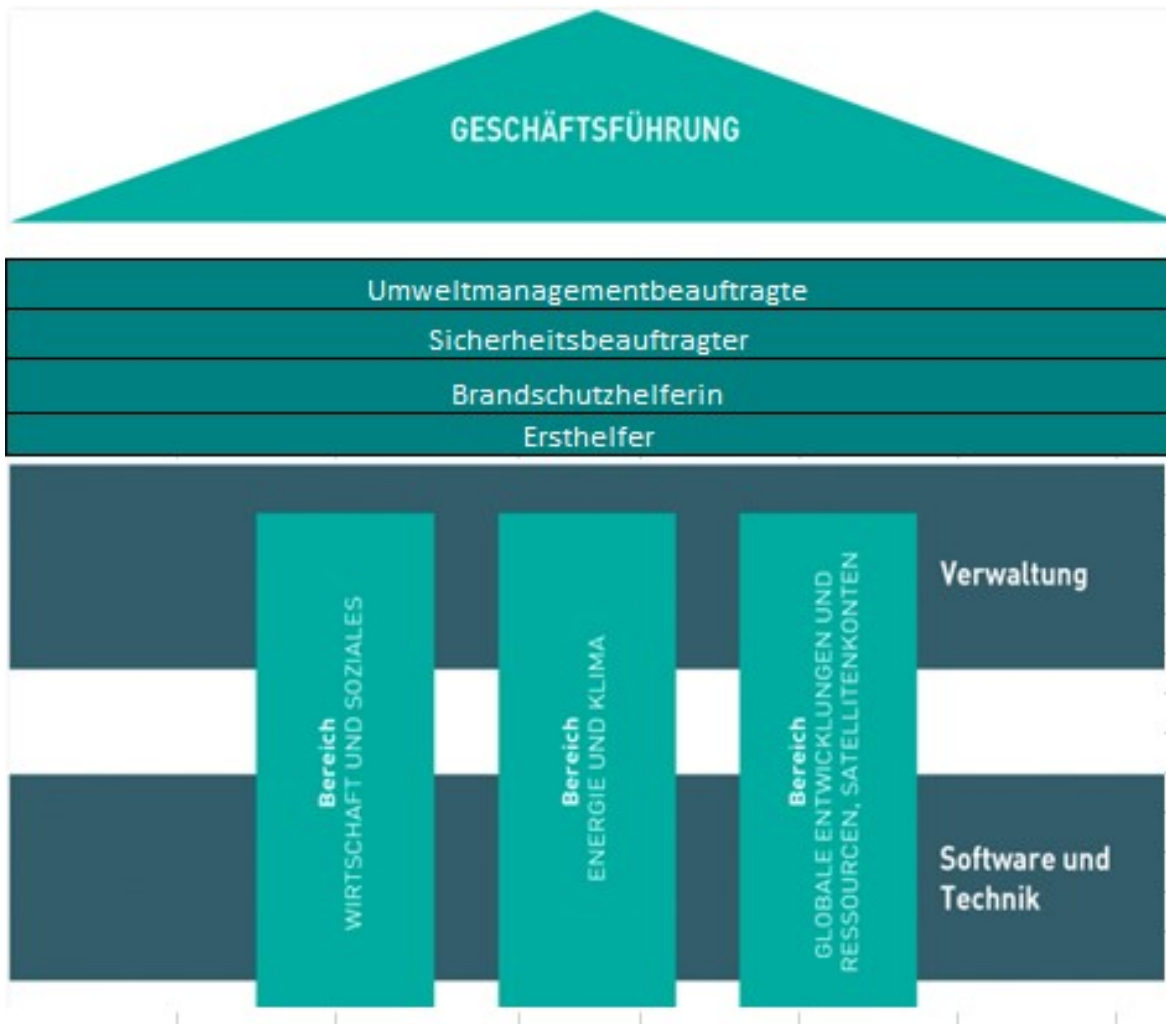 GESCHÄFTSFÜHRUNG
Umweltmanagementbeauftragte
Sicherheitsbeauftragter
Brandschutzhelferin
Ersthelfer
Bereich
WIRTSCHAFT UND SOZIALES
Bereich
ENERGIE UND KLIMA
Bereich
GLOBALE ENTWICKLUNGEN UND
RESSOURCEN, SATELLITENKONTEN
Verwaltung
Software und
Technik